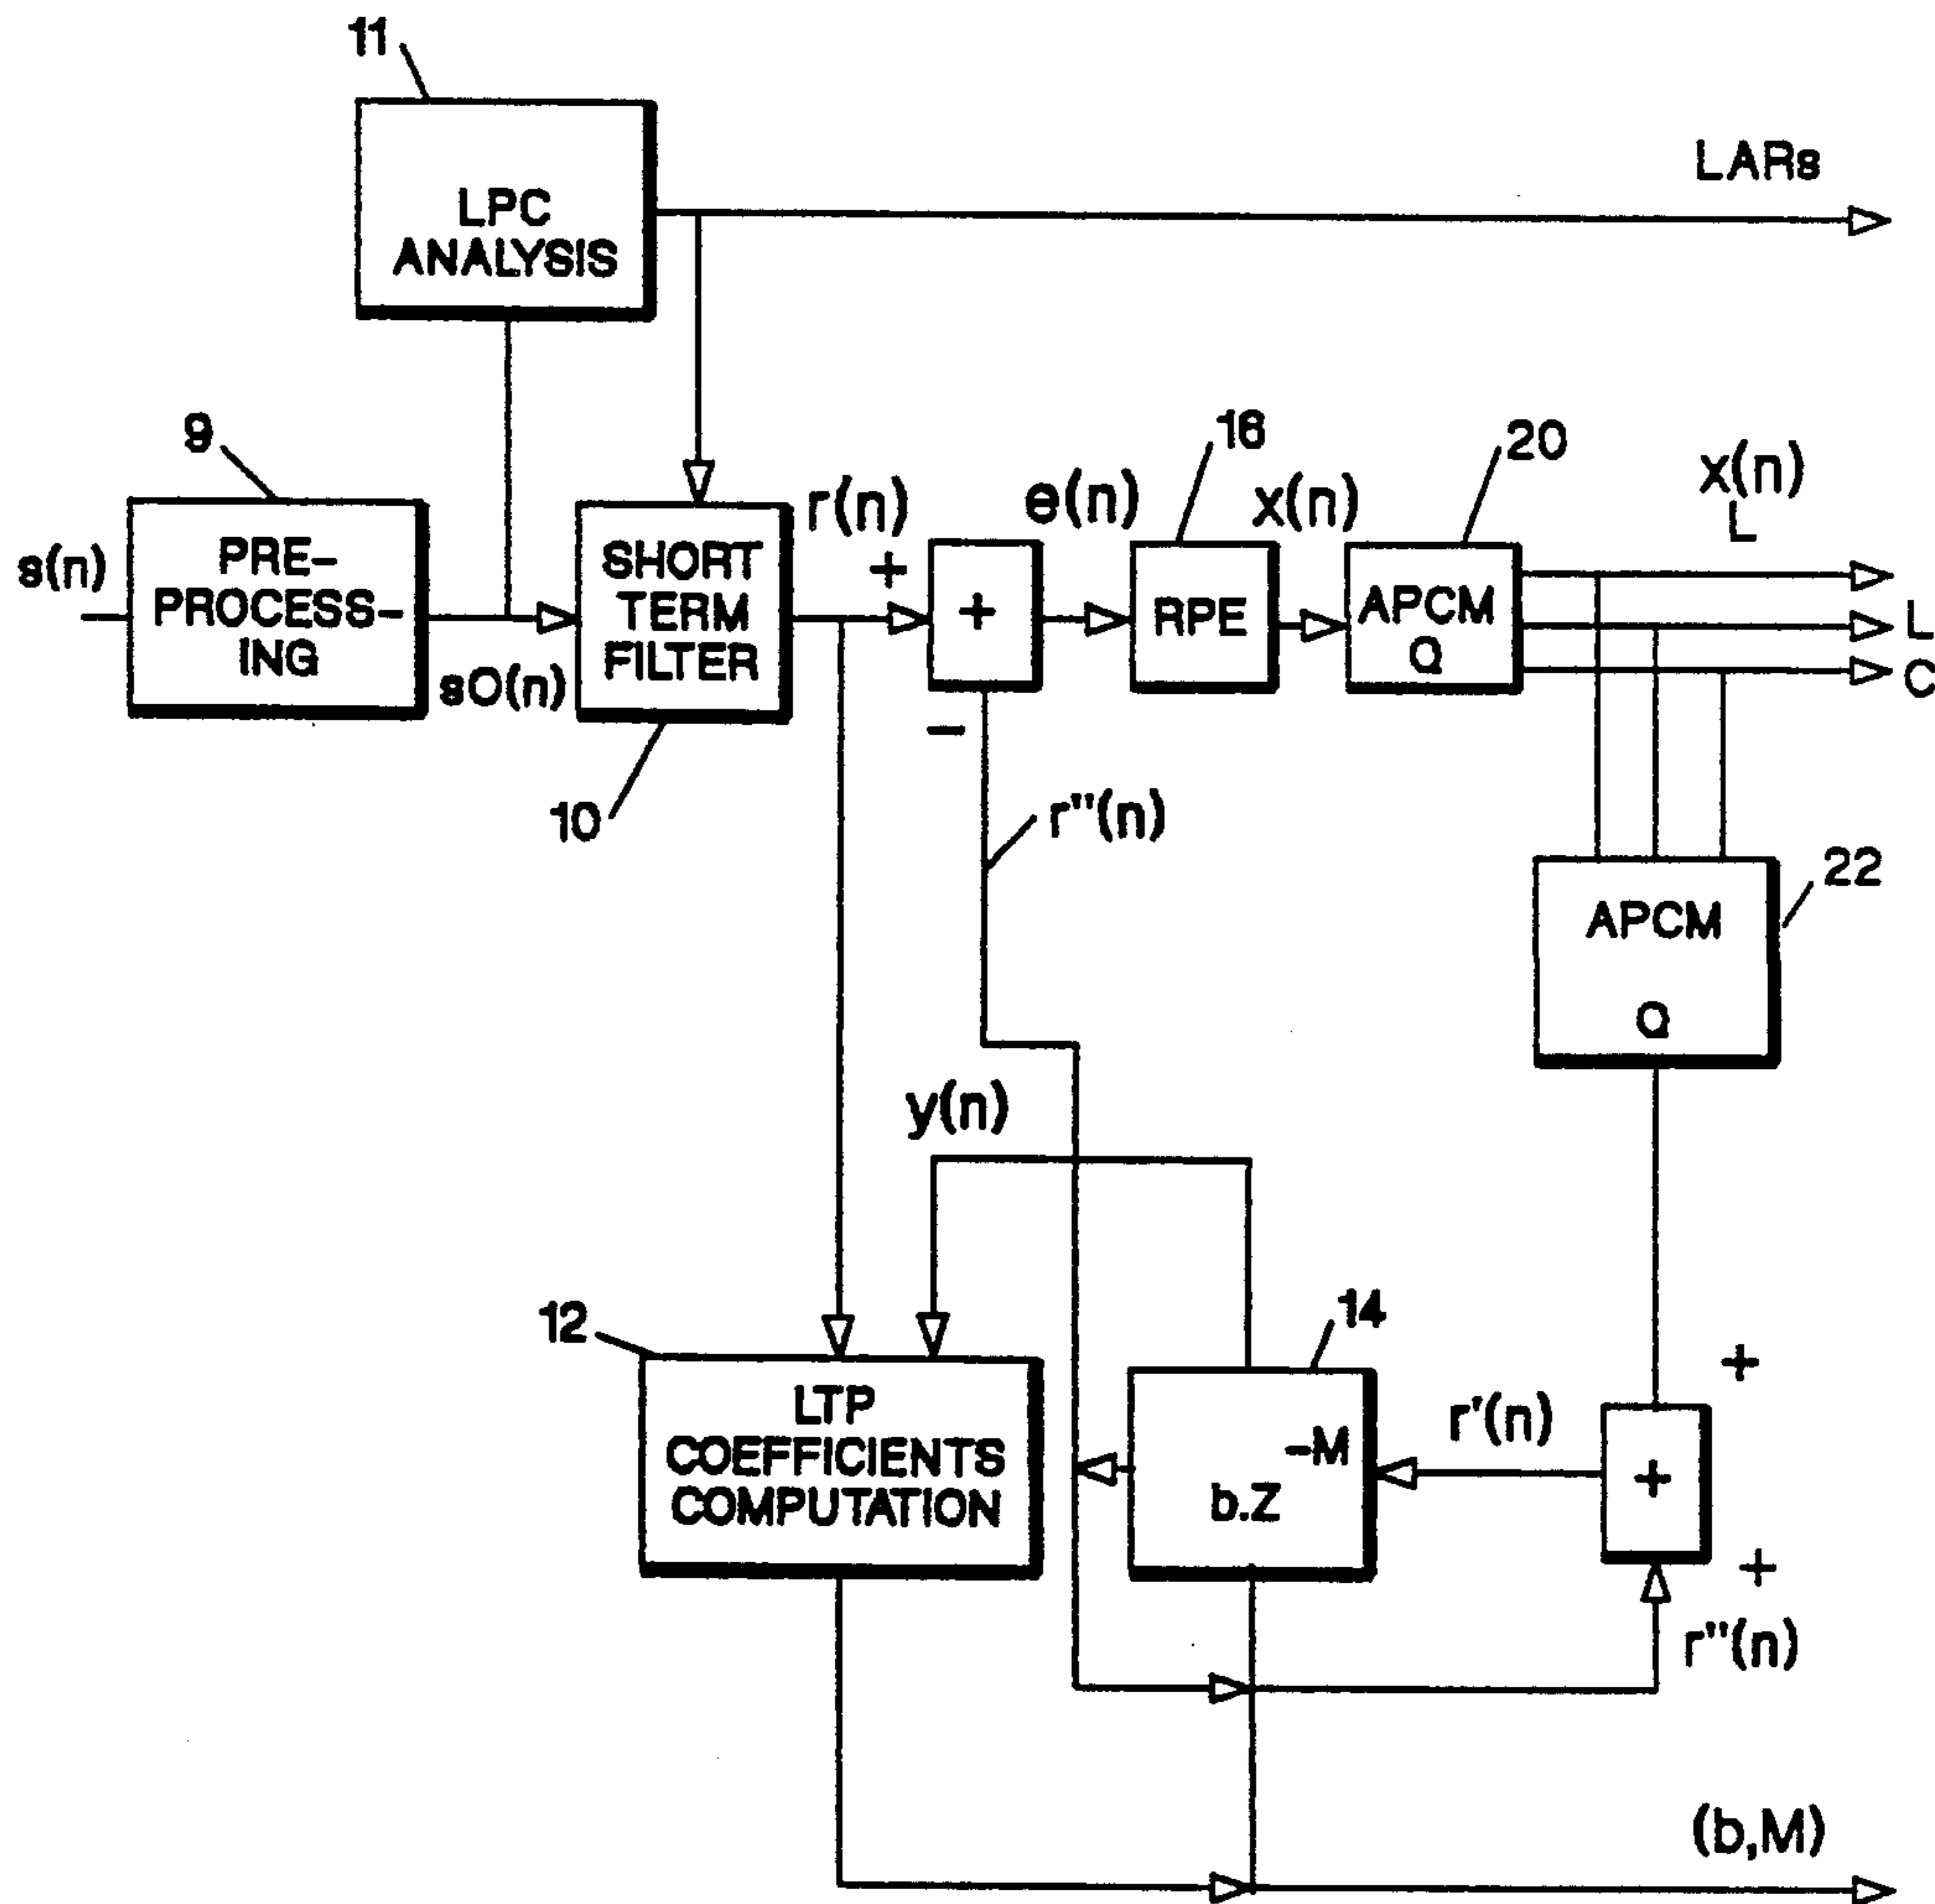 11
LPC
ANALYSIS
LARs
9
s(n)
PRE-
PROCESS-
ING
sO(n)
SHORT
TERM
FILTER
10
r(n)
+
+
-
e(n)
16
RPE
x(n)
20
APCM
Q
x(n)
L
L
C
r"(n)
22
APCM
Q
y(n)
12
LTP
COEFFICIENTS
COMPUTATION
14
-M
b.Z
r'(n)
+
+
+
r"(n)
(b,M)